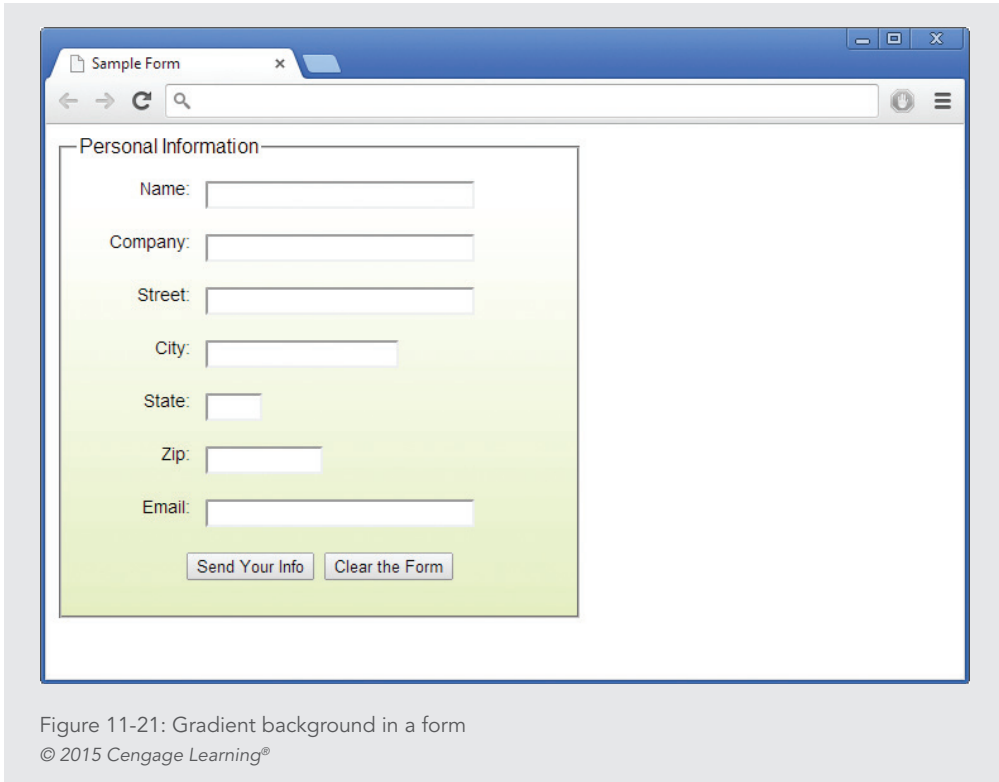 Sample Form
Personal Information
Name:
Company:
Street:
City:
State:
Zip:
Email:
Send Your Info Clear the Form
Figure 11-21: Gradient background in a form
© 2015 Cengage Learning®